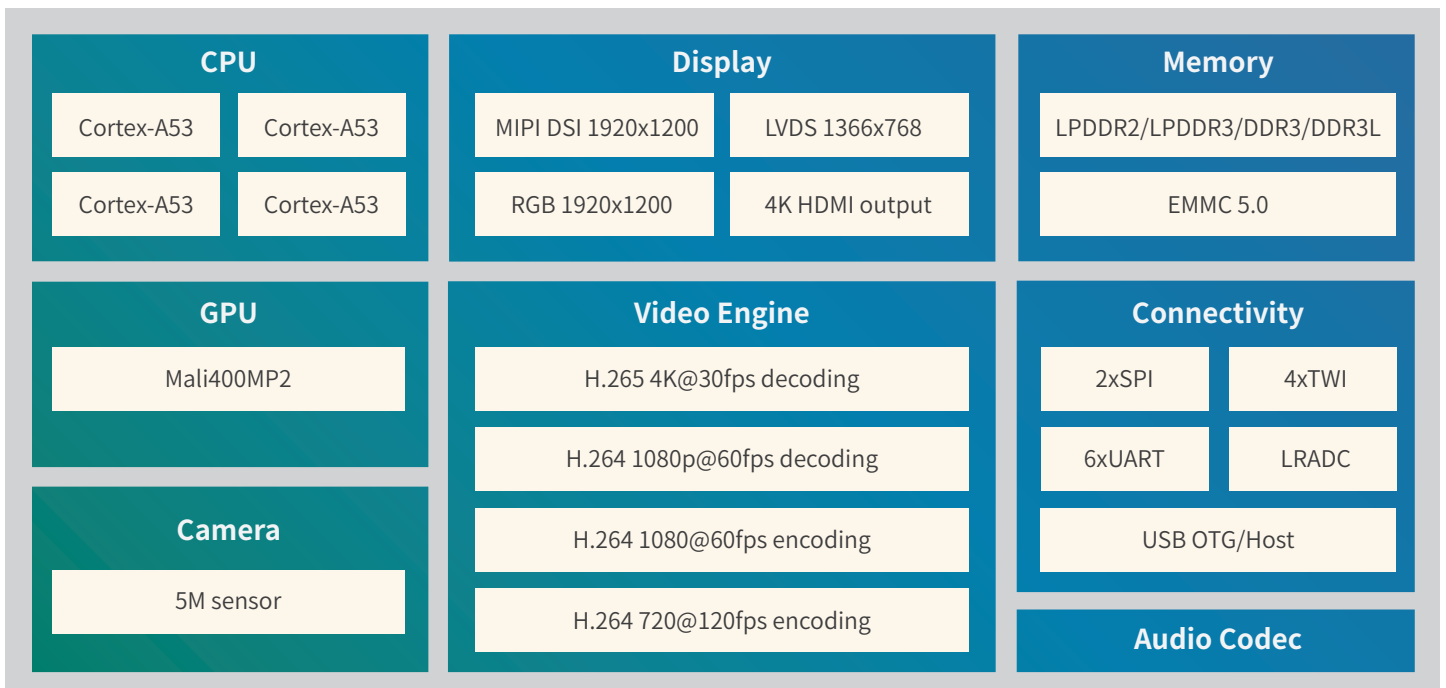 CPU
Cortex-A53
Cortex-A53
Cortex-A53
Cortex-A53
Display
MIPI DSI 1920x1200
LVDS 1366x768
RGB 1920x1200
4K HDMI output
Memory
LPDDR2/LPDDR3/DDR3/DDR3L
EMMC 5.0
GPU
Mali400MP2
Camera
5M sensor
Video Engine
H.265 4K@30fps decoding
H.264 1080p@60fps decoding
H.264 1080@60fps encoding
H.264 720@120fps encoding
Connectivity
2xSPI
4xTWI
6xUART
LRADC
USB OTG/Host
Audio Codec